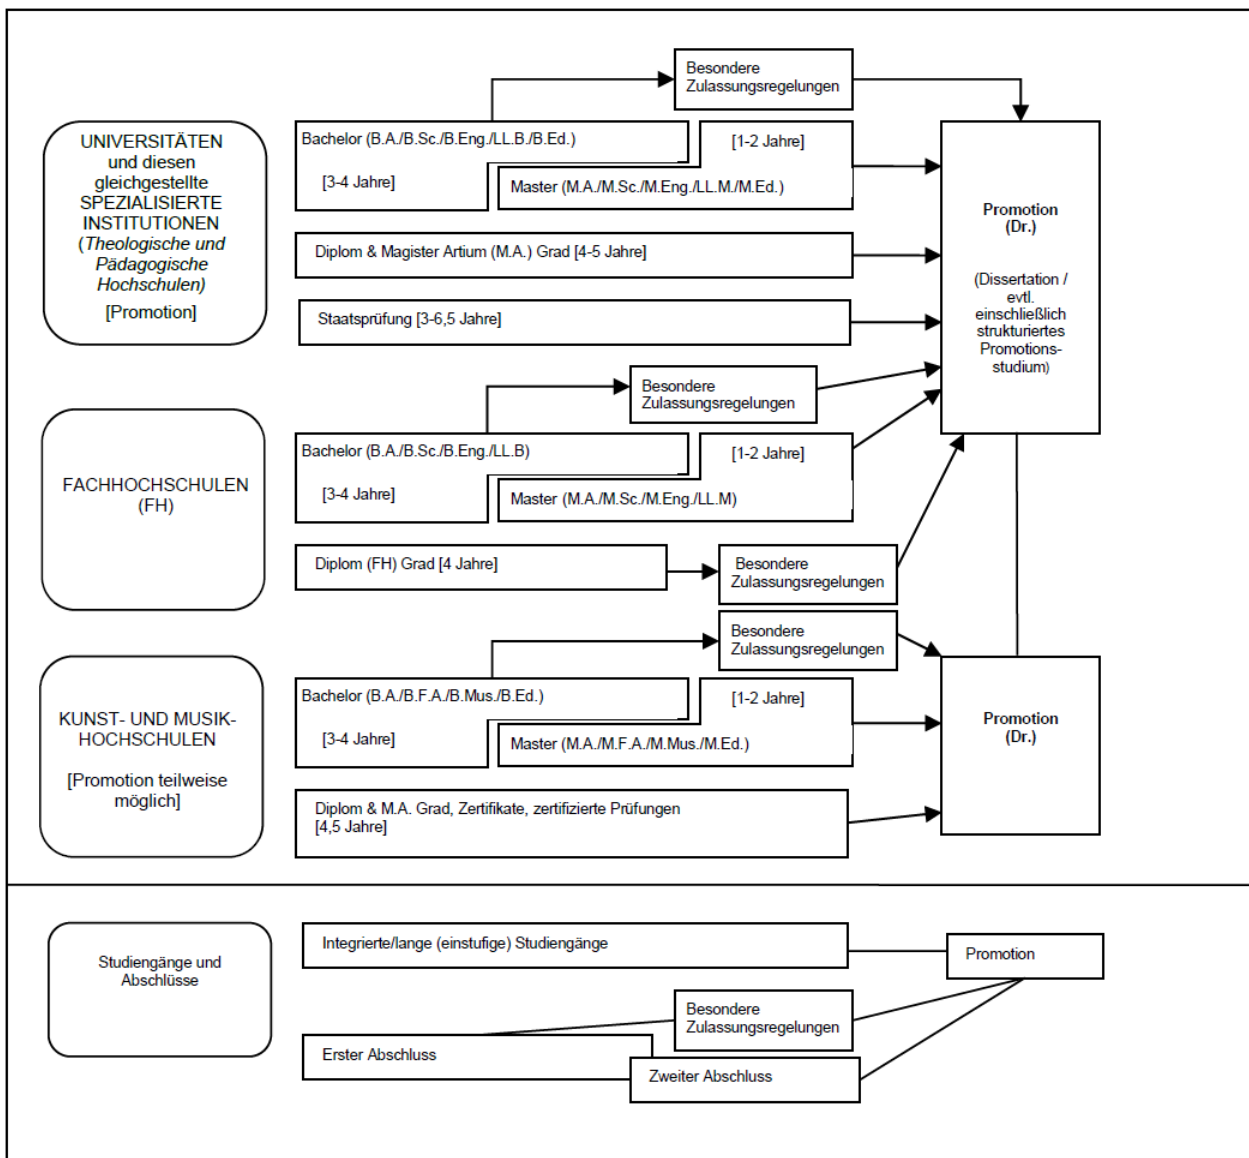 Besondere
Zulassungsregelungen
UNIVERSITÄTEN
und diesen
gleichgestellte
SPEZIALISIERTE
INSTITUTIONEN
(Theologische und
Pädagogische
Hochschulen)
[Promotion]
Bachelor (B.A./B.Sc./B.Eng./LL.B./B.Ed.)
[3-4 Jahre]
[1-2 Jahre]
Master (M.A./M.Sc./M.Eng./LL.M./M.Ed.)
Diplom & Magister Artium (M.A.) Grad [4-5 Jahre]
Staatsprüfung [3-6,5 Jahre]
Promotion
(Dr.)
(Dissertation /
evtl.
einschließlich
strukturiertes
Promotions-
studium)
Besondere
Zulassungsregelungen
FACHHOCHSCHULEN
(FH)
Bachelor (B.A./B.Sc./B.Eng./LL.B)
[3-4 Jahre]
[1-2 Jahre]
Master (M.A./M.Sc./M.Eng./LL.M)
Diplom (FH) Grad [4 Jahre]
Besondere
Zulassungsregelungen
Besondere
Zulassungsregelungen
KUNST- UND MUSIK-
HOCHSCHULEN
[Promotion teilweise
möglich]
Bachelor (B.A./B.F.A./B.Mus./B.Ed.)
[3-4 Jahre]
[1-2 Jahre]
Master (M.A./M.F.A./M.Mus./M.Ed.)
Diplom & M.A. Grad, Zertifikate, zertifizierte Prüfungen
[4,5 Jahre]
Promotion
(Dr.)
Studiengänge und
Abschlüsse
Integrierte/lange (einstufige) Studiengänge
Promotion
Besondere
Zulassungsregelungen
Erster Abschluss
Zweiter Abschluss